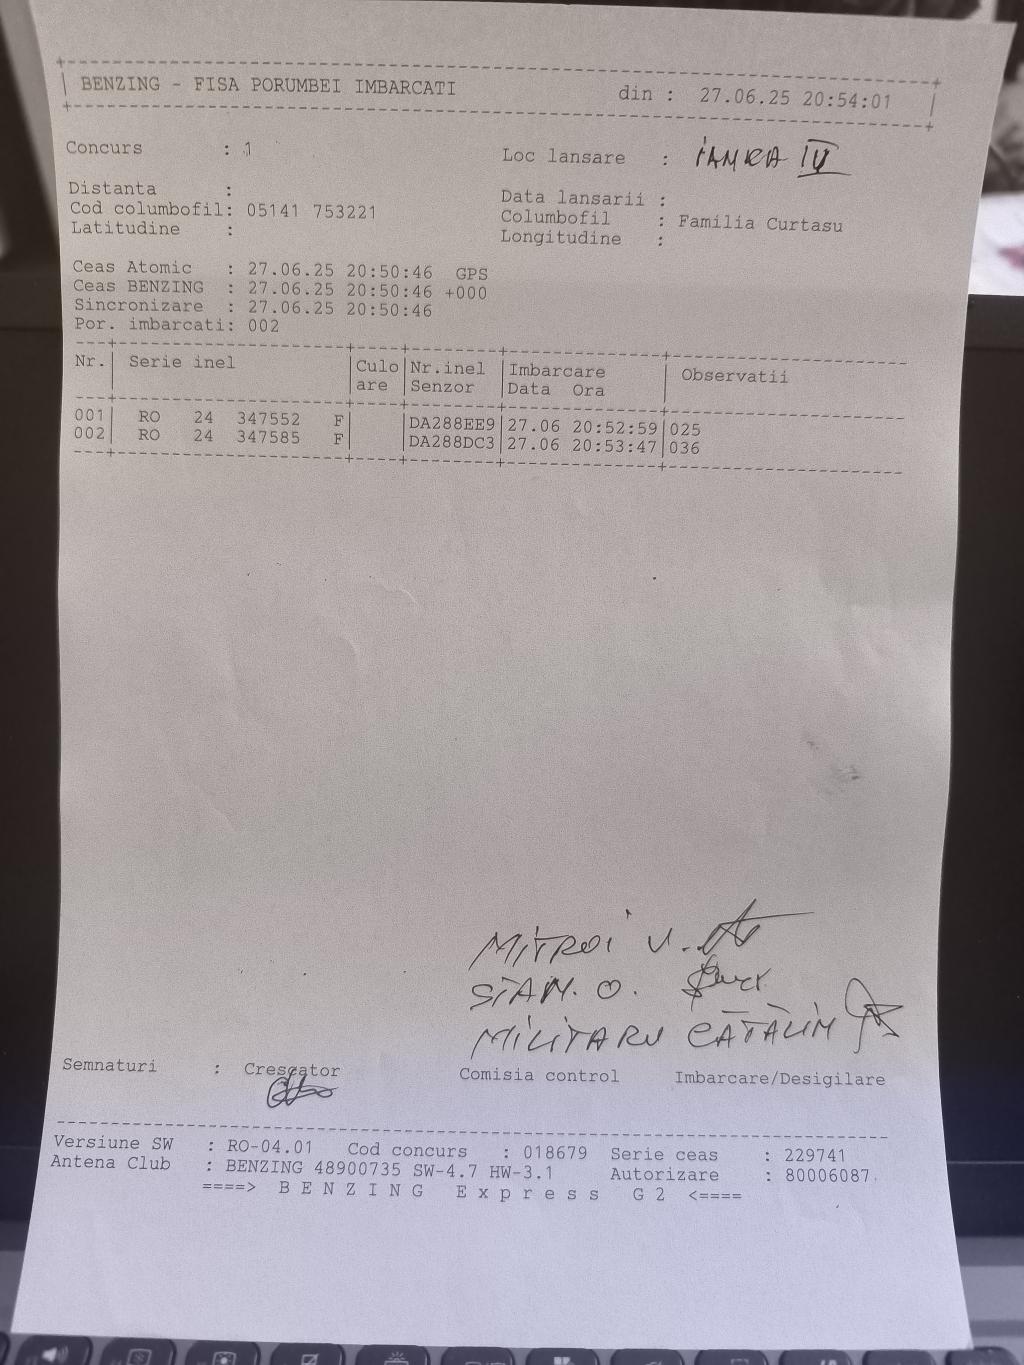 BENZING - FISA PORUMBEI IMBARCATI din : 27.06.25 20:54:01
Concurs : 1 Loc lansare : IV
Distanta : Data lansarii :
Cod columbofil: 05141 753221 Columbofil : Familia Curtasu
Latitudine : Longitudine :
Ceas Atomic : 27.06.25 20:50:46 GPS
Ceas BENZING : 27.06.25 20:50:46 +000
Sincronizare : 27.06.25 20:50:46
Por. imbarcati: 002
Nr.| Serie inel |Culo|Nr.inel|Imbarcare | Observatii
| |are |Senzor |Data Ora |
001| RO 24 347552 F| |DA288EE9|27.06 20:52:59|025
002| RO 24 347585 F| |DA288DC3|27.06 20:53:47|036
MITROI V.
STAN. O.
MILITARU CĂTĂLIN
Semnaturi : Crescator Comisia control Imbarcare/Desigilare
Versiune SW : RO-04.01 Cod concurs : 018679 Serie ceas : 229741
Antena Club : BENZING 48900735 SW-4.7 HW-3.1 Autorizare : 80006087
====> B E N Z I N G E x p r e s s G 2 <====